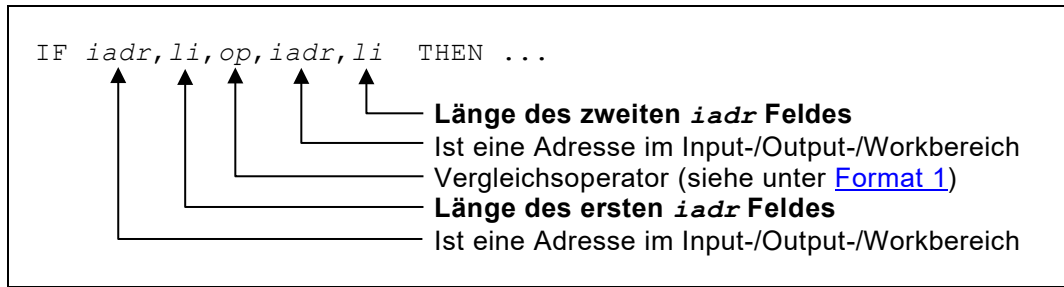 IF iadr,li,op,iadr,li THEN ...
Länge des zweiten iadr Feldes
Ist eine Adresse im Input-/Output-/Workbereich
Vergleichsoperator (siehe unter Format 1)
Länge des ersten iadr Feldes
Ist eine Adresse im Input-/Output-/Workbereich